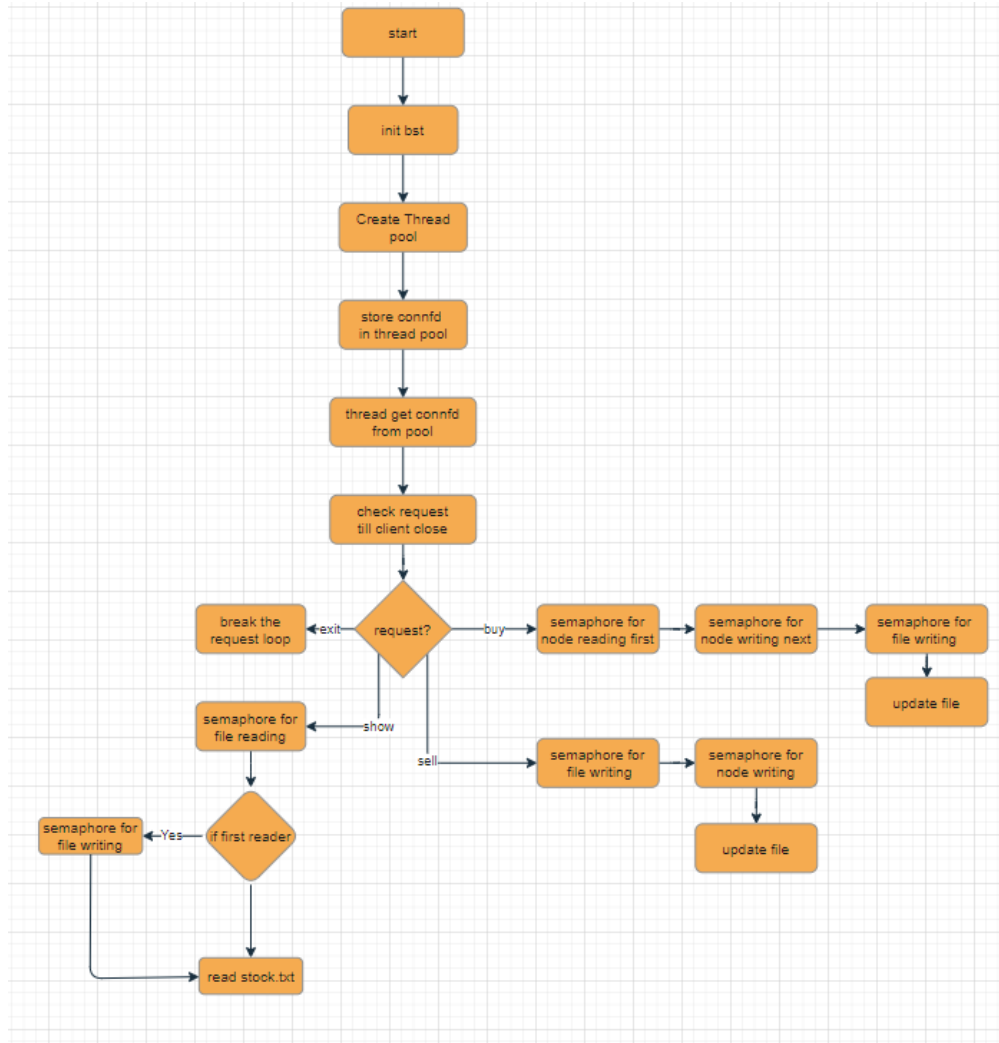 start
init bst
Create Thread
pool
store connfd
in thread pool
thread get connfd
from pool
check request
till client close
request?
exit
break the
request loop
buy
semaphore for
node reading first
semaphore for
node writing next
semaphore for
file writing
update file
show
semaphore for
file reading
sell
semaphore for
file writing
semaphore for
node writing
update file
if first reader
Yes
semaphore for
file writing
read stook.txt